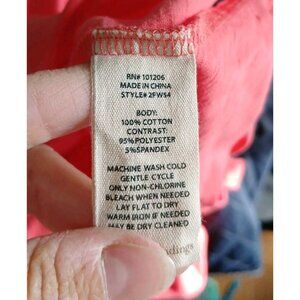 RN# 101206
MADE IN CHINA
STYLE# 2FW54
BODY:
100% COTTON
CONTRAST:
95% POLYESTER
5% SPANDEX
MACHINE WASH COLD
GENTLE CYCLE
ONLY NON-CHLORINE
BLEACH WHEN NEEDED
LAY FLAT TO DRY
WARM IRON IF NEEDED
MAY BE DRY CLEANED